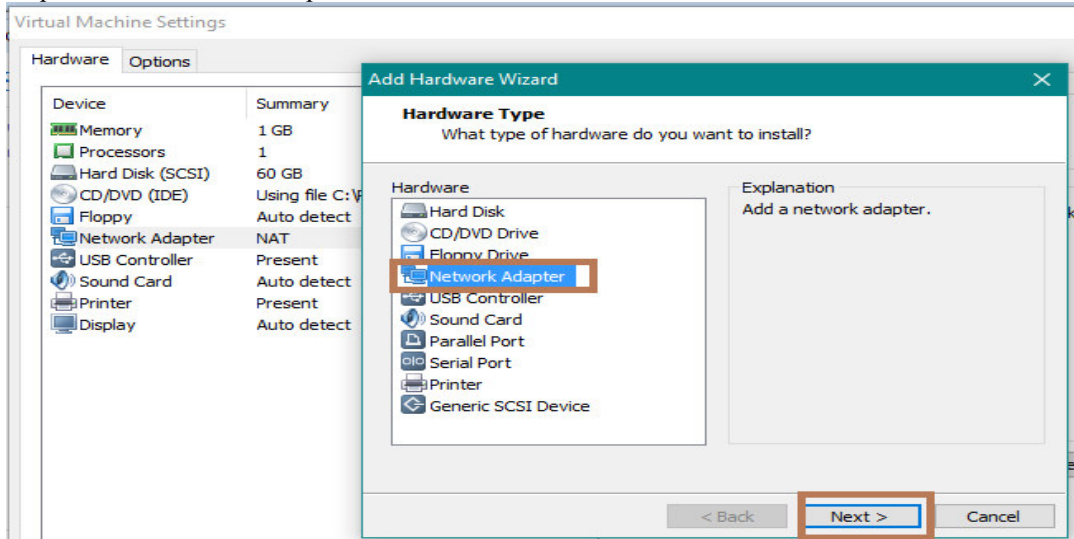 Virtual Machine Settings
Hardware Options
Device Summary
Memory 1 GB
Processors 1
Hard Disk (SCSI) 60 GB
CD/DVD (IDE) Using file C:\
Floppy Auto detect
Network Adapter NAT
USB Controller Present
Sound Card Auto detect
Printer Present
Display Auto detect
Add Hardware Wizard
Hardware Type
What type of hardware do you want to install?
Hardware
Hard Disk
CD/DVD Drive
Floppy Drive
Network Adapter
USB Controller
Sound Card
Parallel Port
Serial Port
Printer
Generic SCSI Device
Explanation
Add a network adapter.
< Back Next > Cancel